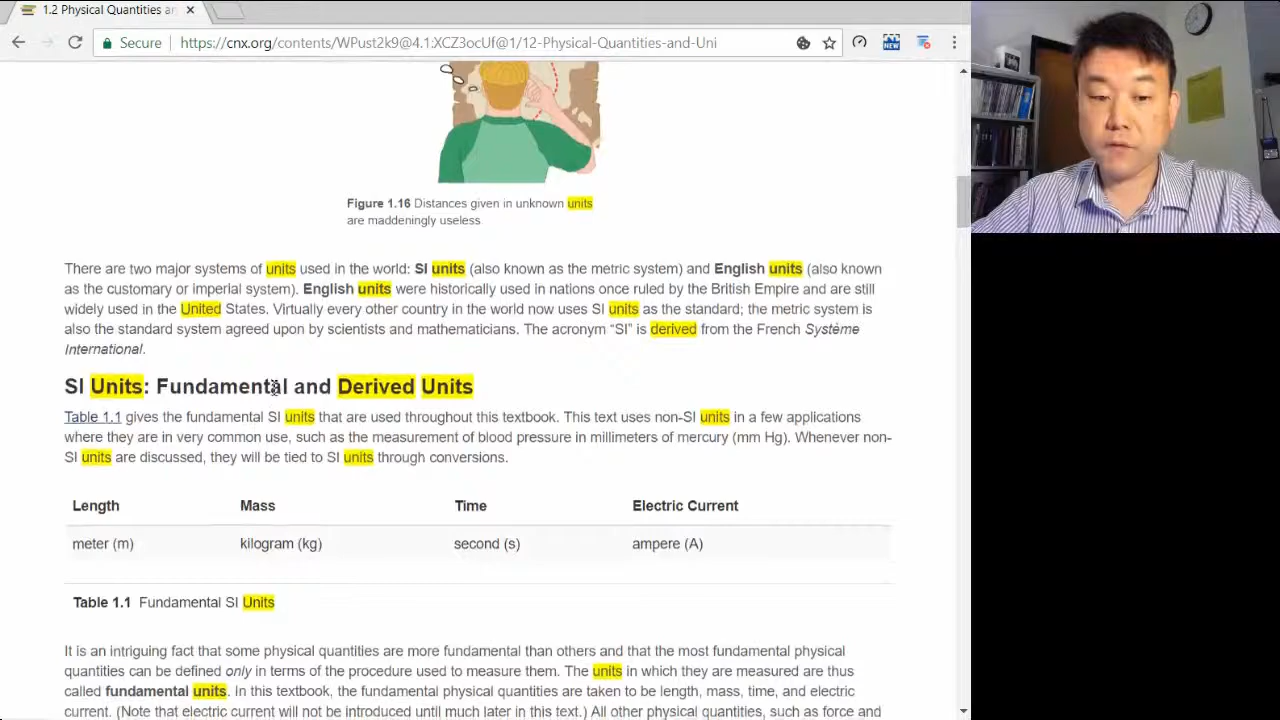 1.2 Physical Quantities an
Secure
https://cnx.org/contents/WPust2k9@4.1:XCZ3ocUf@1/12-Physical-Quantities-and-Uni
NEW
Figure 1.16 Distances given in unknown units
are maddeningly useless.
There are two major systems of units used in the world: SI units (also known as the metric system) and English units (also known
as the customary or imperial system). English units were historically used in nations once ruled by the British Empire and are still
widely used in the United States. Virtually every other country in the world now uses SI units as the standard; the metric system is
also the standard system agreed upon by scientists and mathematicians. The acronym “SI” is derived from the French Système
International.
SI Units: Fundamental and Derived Units
Table 1.1 gives the fundamental SI units that are used throughout this textbook. This text uses non-SI units in a few applications
where they are in very common use, such as the measurement of blood pressure in millimeters of mercury (mm Hg). Whenever non-
SI units are discussed, they will be tied to SI units through conversions.
Length Mass Time Electric Current
meter (m) kilogram (kg) second (s) ampere (A)
Table 1.1 Fundamental SI Units
It is an intriguing fact that some physical quantities are more fundamental than others and that the most fundamental physical
quantities can be defined only in terms of the procedure used to measure them. The units in which they are measured are thus
called fundamental units. In this textbook, the fundamental physical quantities are taken to be length, mass, time, and electric
current. (Note that electric current will not be introduced until much later in this text.) All other physical quantities, such as force and